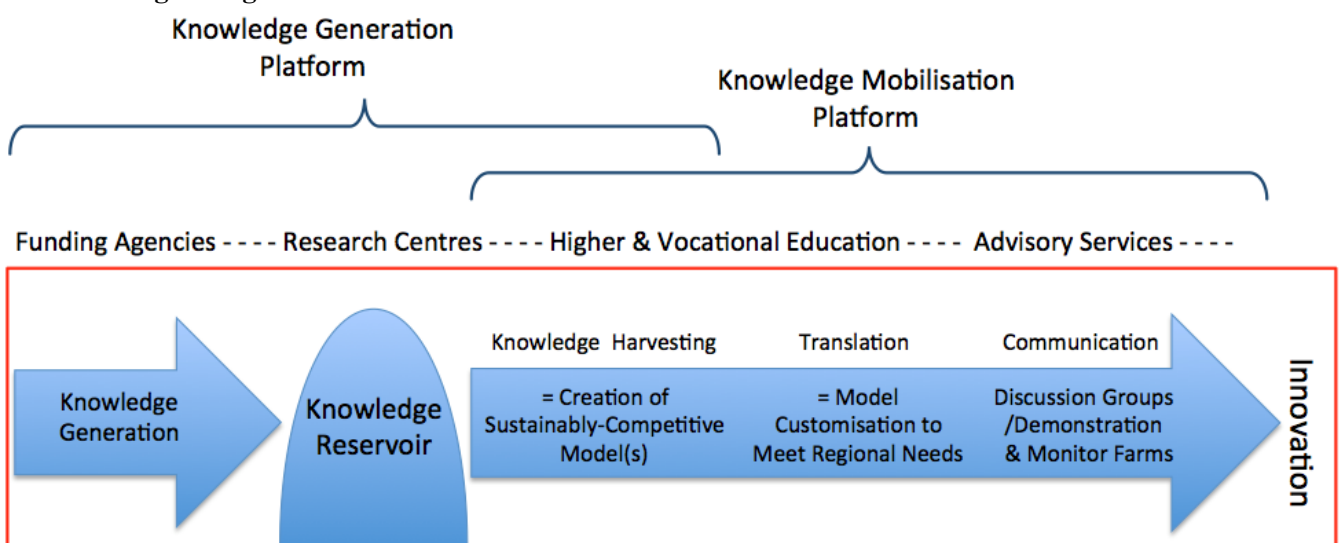 Knowledge Generation
Platform
Knowledge Mobilisation
Platform
Funding Agencies - - - - Research Centres - - - - Higher & Vocational Education - - - - Advisory Services - - - -
Knowledge Harvesting
Translation
Communication
Knowledge
Generation
Knowledge
Reservoir
= Creation of
Sustainably-Competitive
Model(s)
= Model
Customisation to
Meet Regional Needs
Discussion Groups
/Demonstration
& Monitor Farms
Innovation